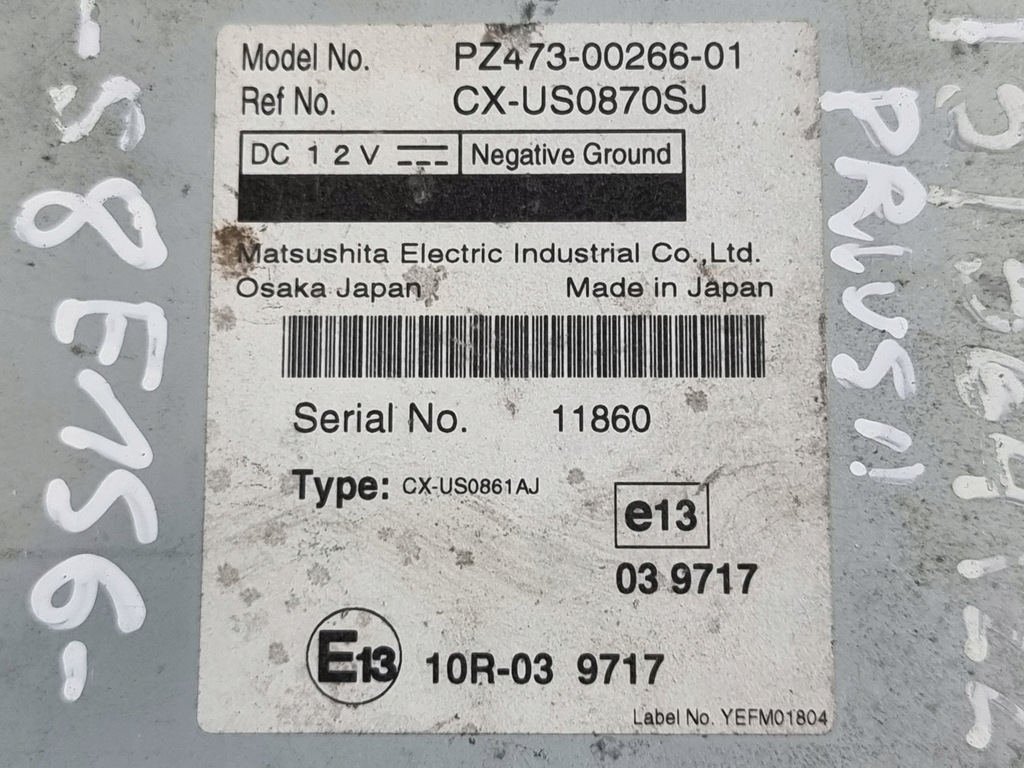 Model No. PZ473-00266-01
Ref No. CX-US0870SJ
DC 12V Negative Ground
Matsushita Electric Industrial Co.,Ltd.
Osaka Japan Made in Japan
Serial No. 11860
Type: CX-US0861AJ
e13
03 9717
E13 10R-03 9717
Label No. YEFM01804
PRIUS II